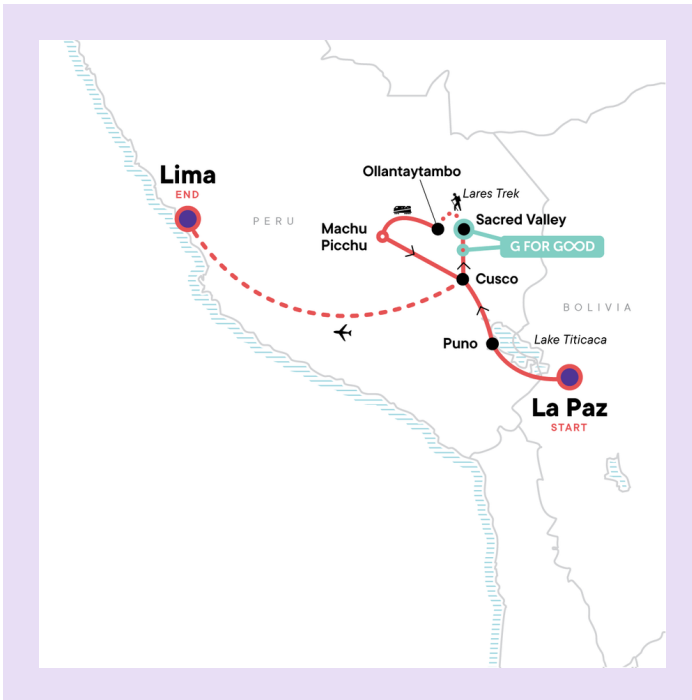 Lima
END
PERU
Ollantaytambo
Lares Trek
Machu
Picchu
Sacred Valley
G FOR GOOD
Cusco
BOLIVIA
Puno
Lake Titicaca
La Paz
START